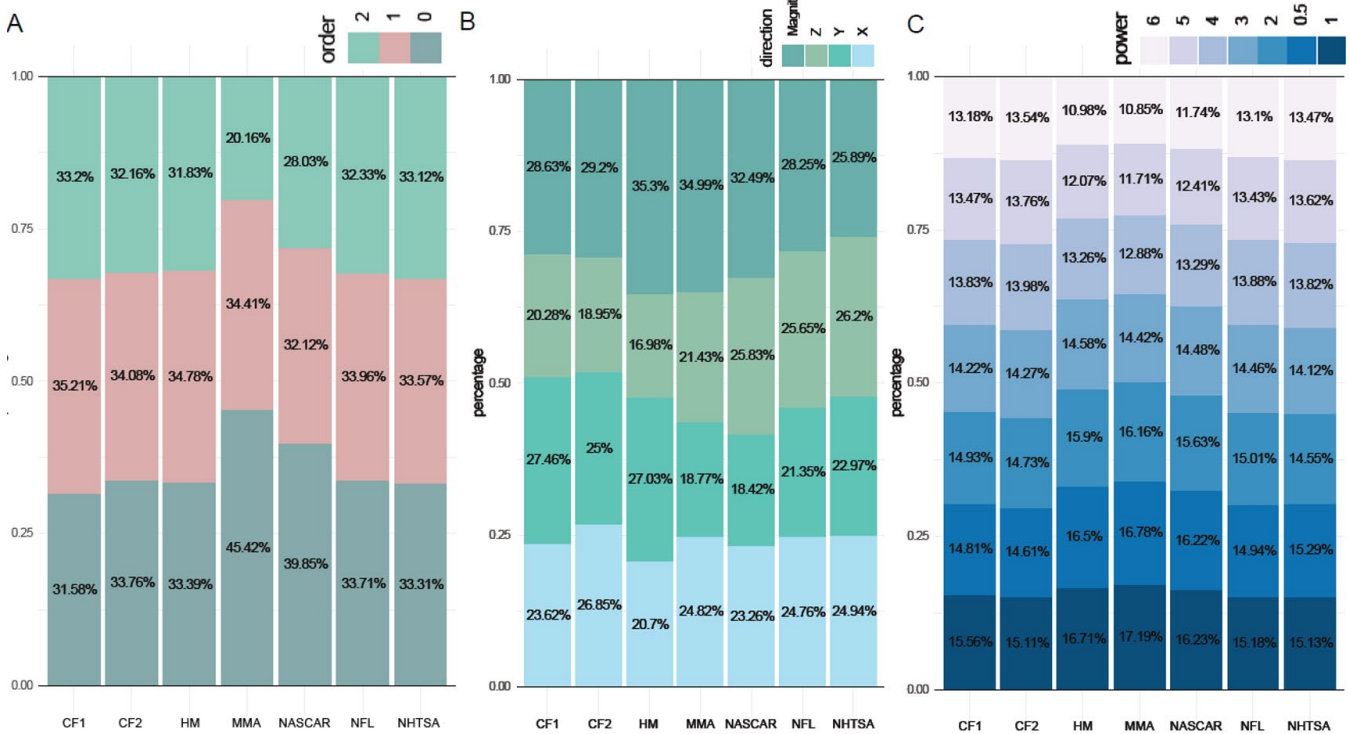 A
order
2 1 0
1.00
0.75
0.50
0.25
0.00
33.2% 32.16% 31.83% 20.16% 28.03% 32.33% 33.12%
35.21% 34.08% 34.78% 34.41% 32.12% 33.96% 33.57%
31.58% 33.76% 33.39% 45.42% 39.85% 33.71% 33.31%
CF1 CF2 HM MMA NASCAR NFL NHTSA
B
direction
Magnit Z Y X
percentage
1.00
0.75
0.50
0.25
0.00
28.63% 29.2% 35.3% 34.99% 32.49% 28.25% 25.89%
20.28% 18.95% 16.98% 21.43% 25.83% 25.65% 26.2%
27.46% 25% 27.03% 18.77% 18.42% 21.35% 22.97%
23.62% 26.85% 20.7% 24.82% 23.26% 24.76% 24.94%
CF1 CF2 HM MMA NASCAR NFL NHTSA
C
power
6 5 4 3 2 0.5 1
percentage
1.00
0.75
0.50
0.25
0.00
13.18% 13.54% 10.98% 10.85% 11.74% 13.1% 13.47%
13.47% 13.76% 12.07% 11.71% 12.41% 13.43% 13.62%
13.83% 13.98% 13.26% 12.88% 13.29% 13.88% 13.82%
14.22% 14.27% 14.58% 14.42% 14.48% 14.46% 14.12%
14.93% 14.73% 15.9% 16.16% 15.63% 15.01% 14.55%
14.81% 14.61% 16.5% 16.78% 16.22% 14.94% 15.29%
15.56% 15.11% 16.71% 17.19% 16.23% 15.18% 15.13%
CF1 CF2 HM MMA NASCAR NFL NHTSA